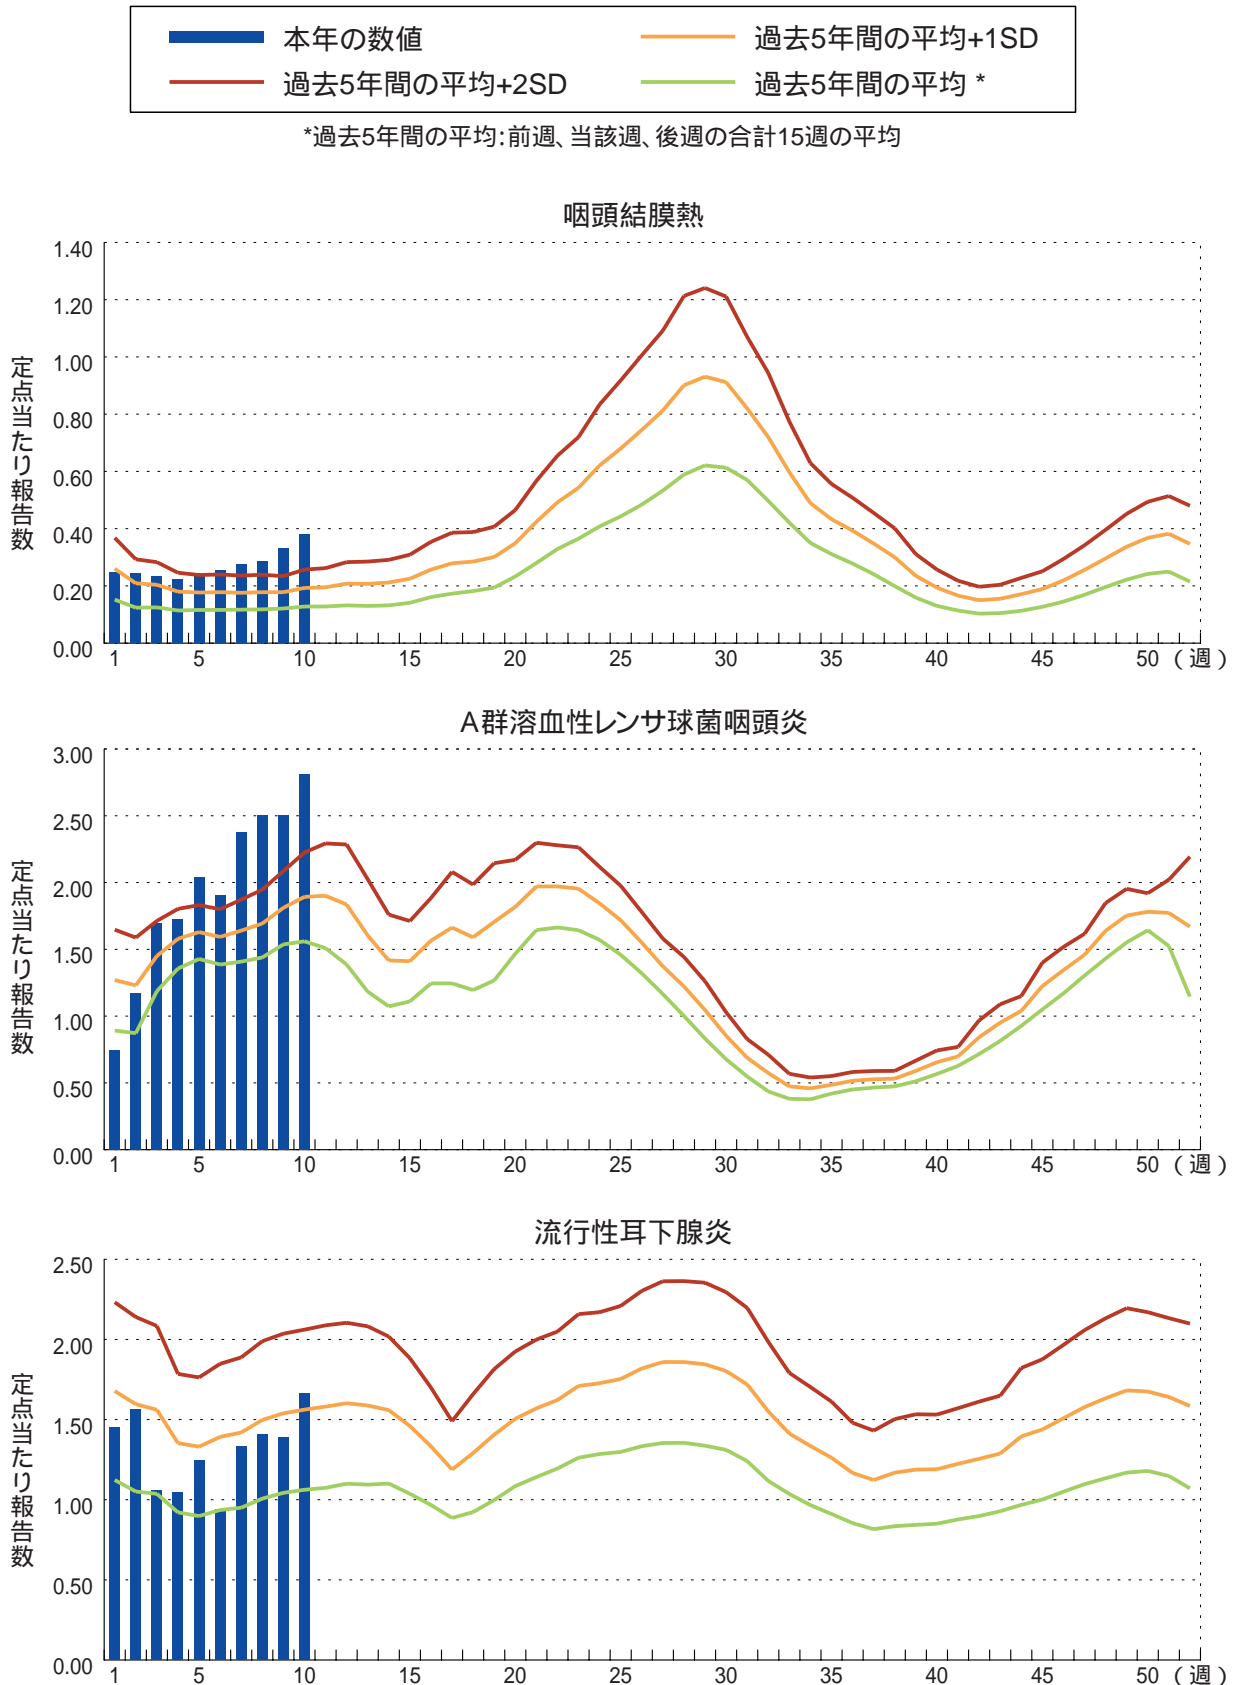 本年の数値
過去5年間の平均+1SD
過去5年間の平均+2SD
過去5年間の平均 *
*過去5年間の平均:前週、当該週、後週の合計15週の平均
咽頭結膜熱
定点当たり報告数
1.40
1.20
1.00
0.80
0.60
0.40
0.20
0.00
1 5 10 15 20 25 30 35 40 45 50 (週)
A群溶血性レンサ球菌咽頭炎
定点当たり報告数
3.00
2.50
2.00
1.50
1.00
0.50
0.00
1 5 10 15 20 25 30 35 40 45 50 (週)
流行性耳下腺炎
定点当たり報告数
2.50
2.00
1.50
1.00
0.50
0.00
1 5 10 15 20 25 30 35 40 45 50 (週)